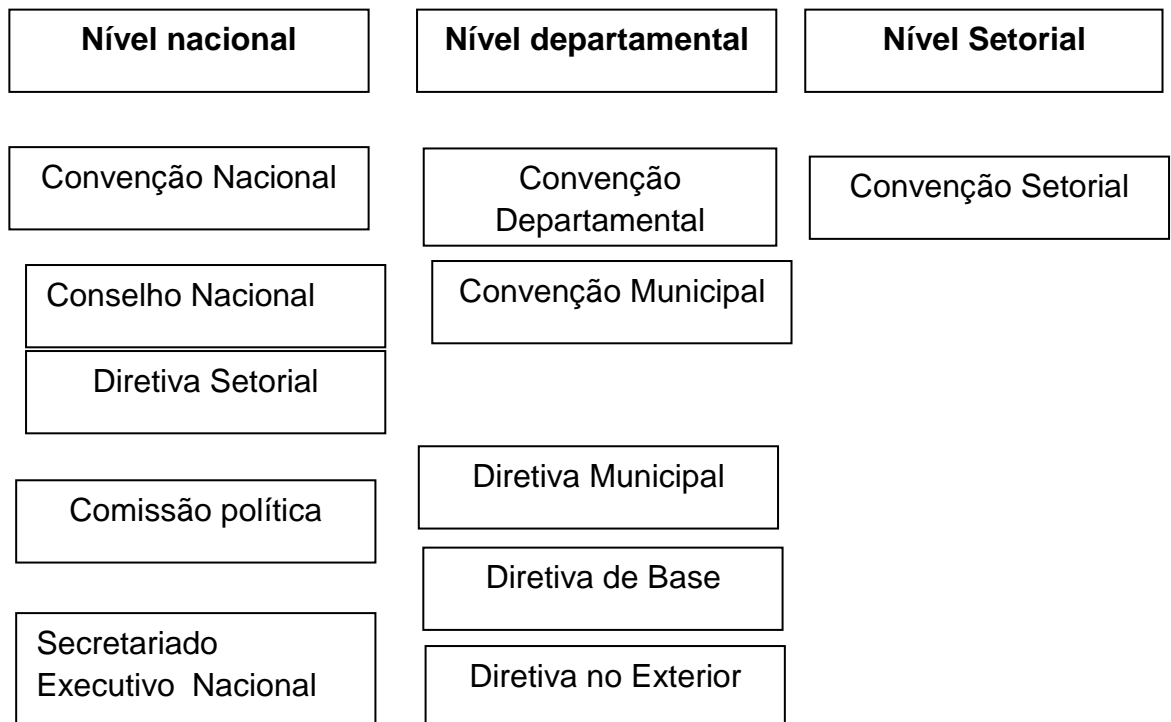 Nível nacional
Nível departamental
Nível Setorial
Convenção Nacional
Convenção
Departamental
Convenção Setorial
Conselho Nacional
Convenção Municipal
Diretiva Setorial
Diretiva Municipal
Comissão política
Diretiva de Base
Secretariado
Executivo Nacional
Diretiva no Exterior